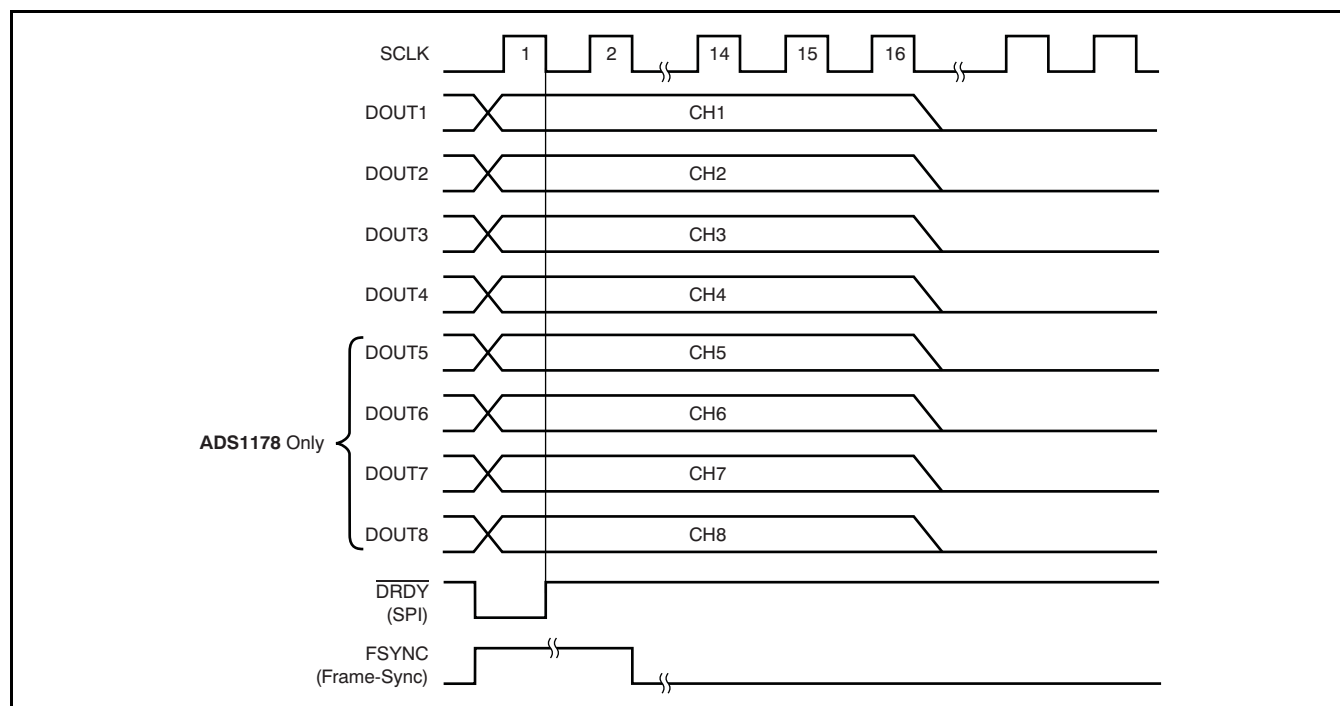 SCLK 1 2 14 15 16
DOUT1 CH1
DOUT2 CH2
DOUT3 CH3
DOUT4 CH4
DOUT5 CH5
DOUT6 CH6
ADS1178 Only
DOUT7 CH7
DOUT8 CH8
DRDY
(SPI)
FSYNC
(Frame-Sync)